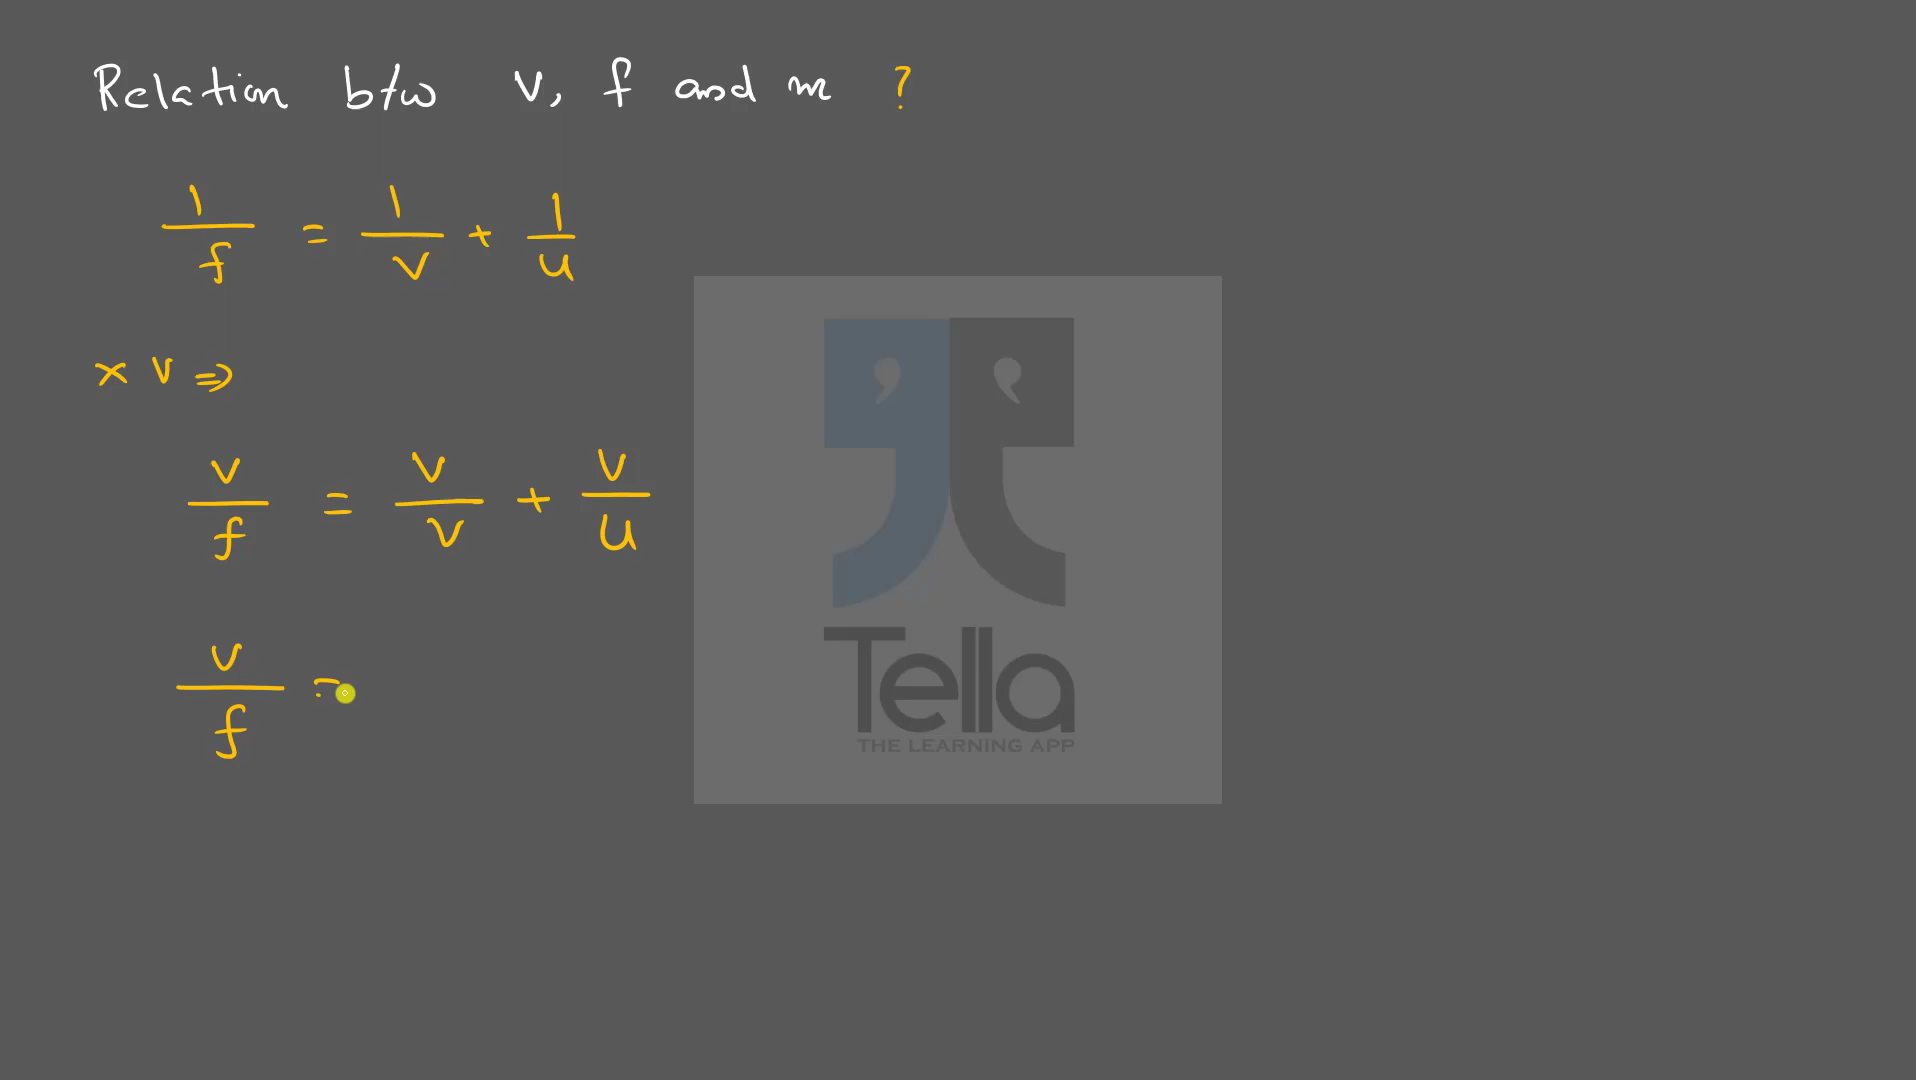 Relation b/w v, f and m ?
1/f = 1/v + 1/u
× v ⇒
v/f = v/v + v/u
v/f =
Tella
THE LEARNING APP